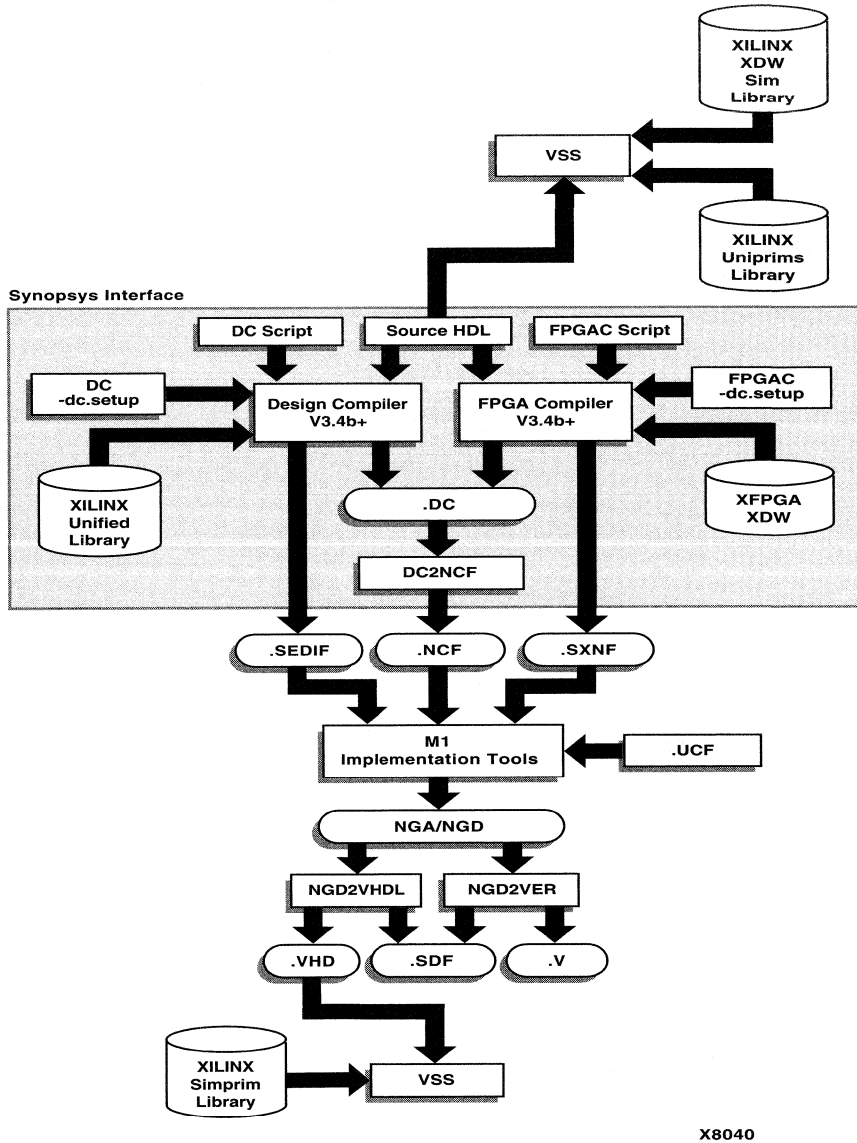 XILINX
XDW
Sim
Library
VSS
XILINX
Uniprims
Library
Synopsys Interface
DC Script
Source HDL
FPGAC Script
DC
-dc.setup
Design Compiler
V3.4b+
FPGA Compiler
V3.4b+
FPGAC
-dc.setup
XILINX
Unified
Library
.DC
XFPGA
XDW
DC2NCF
.SEDIF
.NCF
.SXNF
M1
Implementation Tools
.UCF
NGA/NGD
NGD2VHDL
NGD2VER
.VHD
.SDF
.V
XILINX
Simprim
Library
VSS
X8040